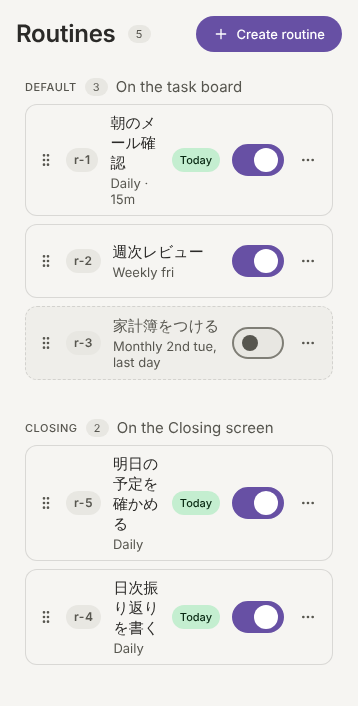 Routines 5
+ Create routine
DEFAULT 3 On the task board
r-1
朝のメ
ール確
認
Daily ·
15m
Today
r-2
週次レビュー
Weekly fri
r-3
家計簿をつける
Monthly 2nd tue,
last day
CLOSING 2 On the Closing screen
r-5
明日の
予定を
確かめ
る
Daily
Today
r-4
日次振
り返り
を書く
Daily
Today